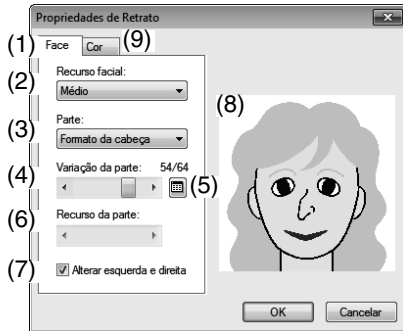 Propriedades de Retrato
(1) Face Cor (9)
Recurso facial:
(2) Médio
Parte:
(3) Formato da cabeça
(8)
Variação da parte: 54/64
(4) (5)
Recurso da parte:
(6)
(7) Alterar esquerda e direita
OK Cancelar